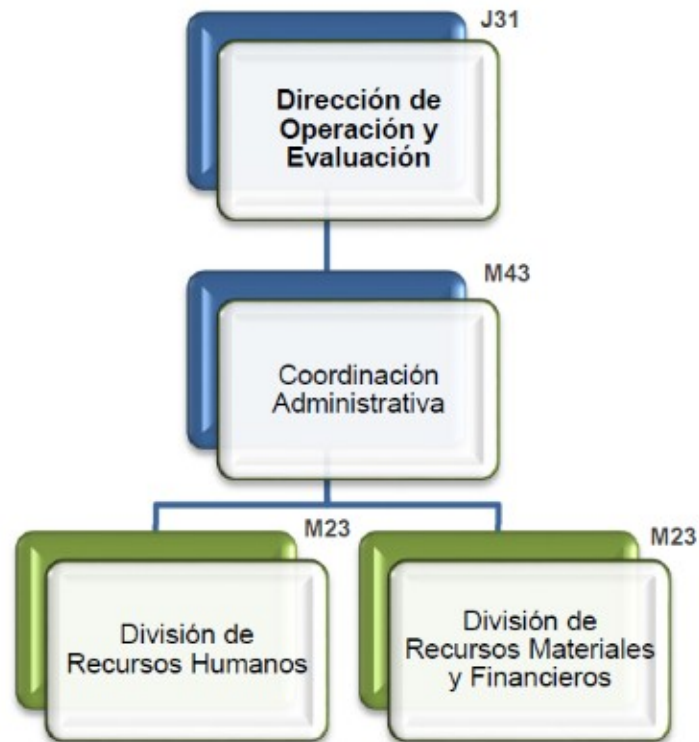 J31
Dirección de
Operación y
Evaluación
M43
Coordinación
Administrativa
M23
División de
Recursos Humanos
M23
División de
Recursos Materiales
y Financieros